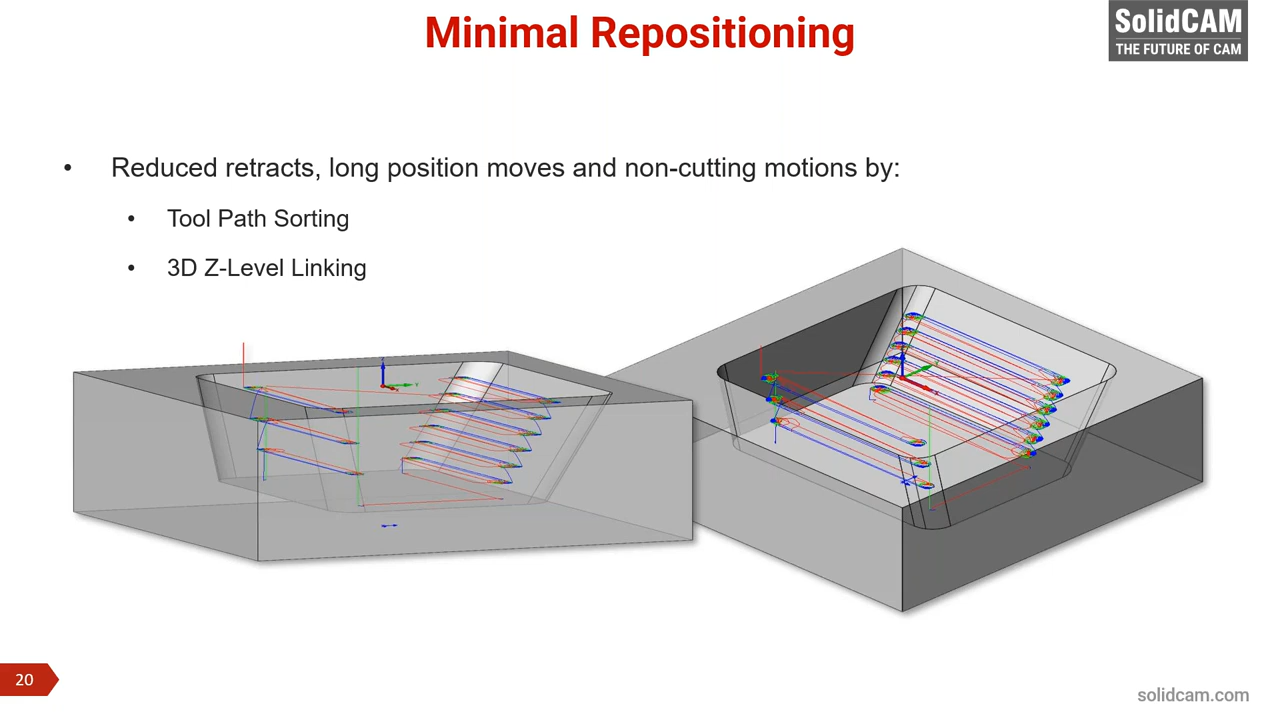 Minimal Repositioning
SolidCAM
THE FUTURE OF CAM
• Reduced retracts, long position moves and non-cutting motions by:
• Tool Path Sorting
• 3D Z-Level Linking
20
solidcam.com